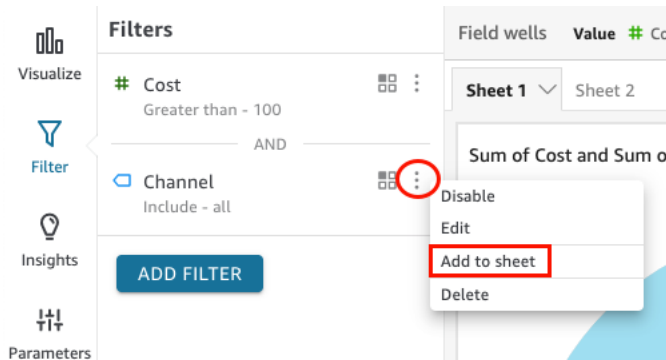 Visualize
Filter
Insights
Parameters
Filters
# Cost
Greater than - 100
AND
Channel
Include - all
ADD FILTER
Field wells Value # Co
Sheet 1 Sheet 2
Sum of Cost and Sum o
Disable
Edit
Add to sheet
Delete